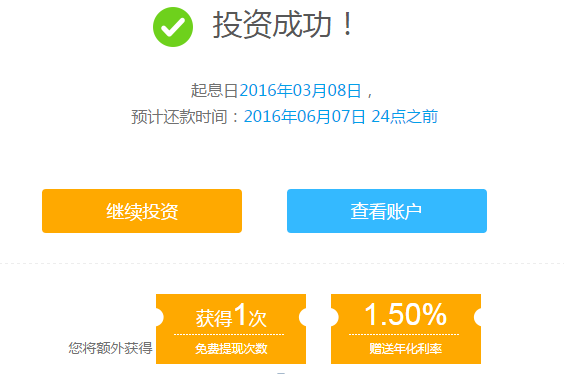 投资成功！
起息日2016年03月08日，
预计还款时间：2016年06月07日 24点之前
继续投资 查看账户
您将额外获得
获得1次
免费提现次数
1.50%
赠送年化利率